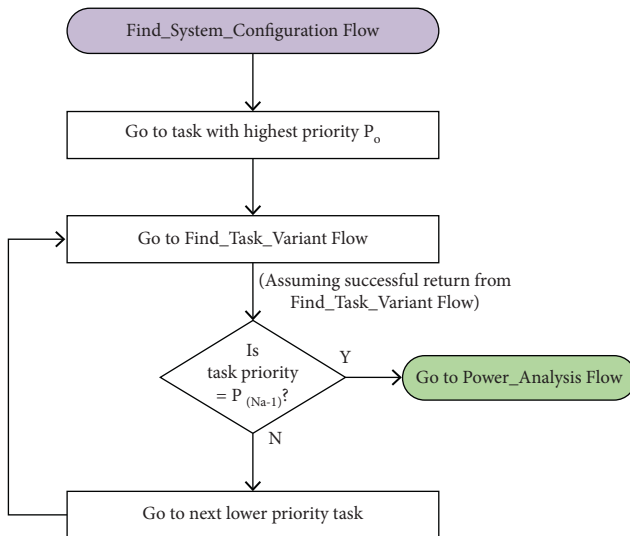 Find_System_Configuration Flow
Go to task with highest priority Po
Go to Find_Task_Variant Flow
(Assuming successful return from
Find_Task_Variant Flow)
Is
task priority
= P (Na-1)?
Y
Go to Power_Analysis Flow
N
Go to next lower priority task